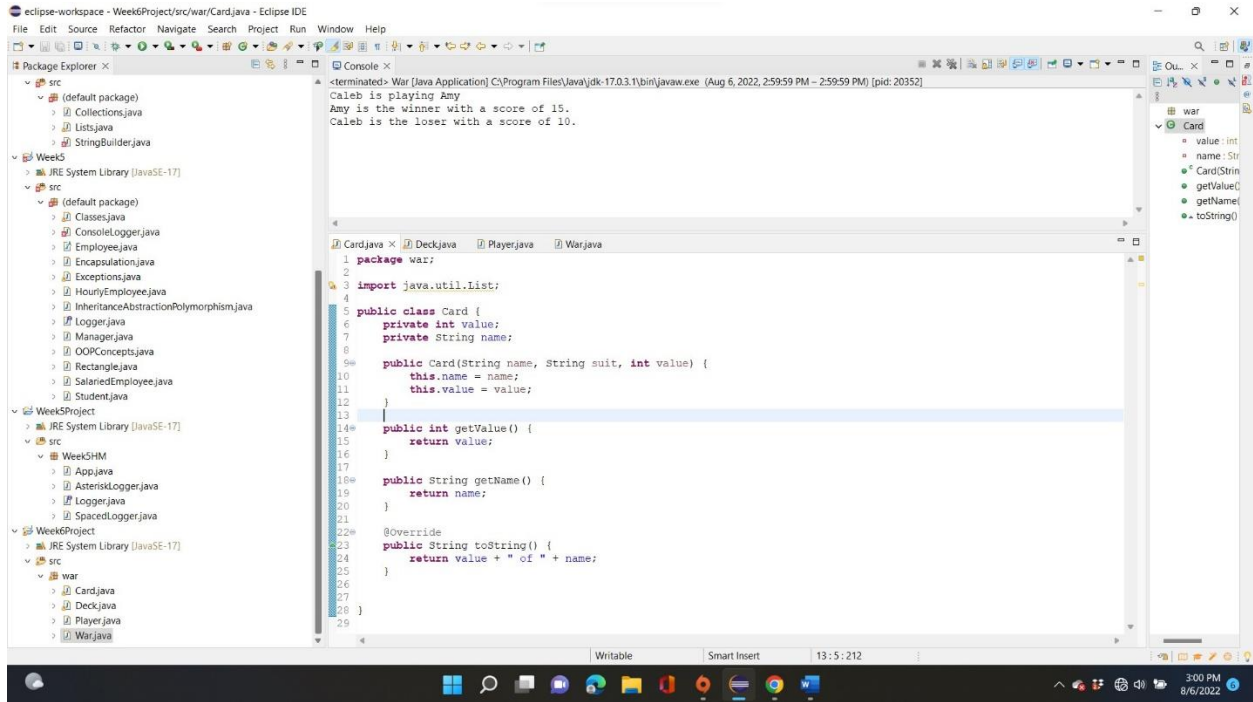 eclipse-workspace - Week6Project/src/war/Card.java - Eclipse IDE
File Edit Source Refactor Navigate Search Project Run Window Help
Package Explorer
src
(default package)
Collections.java
Lists.java
StringBuilder.java
Week5
JRE System Library [JavaSE-17]
src
(default package)
Classes.java
ConsoleLogger.java
Employee.java
Encapsulation.java
Exceptions.java
HourlyEmployee.java
InheritanceAbstractionPolymorphism.java
Logger.java
Manager.java
OOPConcepts.java
Rectangle.java
SalariedEmployee.java
Student.java
Week5Project
JRE System Library [JavaSE-17]
src
Week5HM
App.java
AsteriskLogger.java
Logger.java
SpacedLogger.java
Week6Project
JRE System Library [JavaSE-17]
src
war
Card.java
Deck.java
Player.java
War.java
Console
<terminated> War [Java Application] C:\Program Files\Java\jdk-17.0.3.1\bin\javaw.exe (Aug 6, 2022, 2:59:59 PM – 2:59:59 PM) [pid: 20352]
Caleb is playing Amy
Amy is the winner with a score of 15.
Caleb is the loser with a score of 10.
Card.java Deck.java Player.java War.java
1 package war;
2
3 import java.util.List;
4
5 public class Card {
6 private int value;
7 private String name;
8
9 public Card(String name, String suit, int value) {
10 this.name = name;
11 this.value = value;
12 }
13
14 public int getValue() {
15 return value;
16 }
17
18 public String getName() {
19 return name;
20 }
21
22 @Override
23 public String toString() {
24 return value + " of " + name;
25 }
26
27
28 }
29
Ou...
war
Card
value : int
name : Str
Card(Strin
getValue()
getName(
toString()
Writable Smart Insert 13 : 5 : 212
3:00 PM
8/6/2022
6